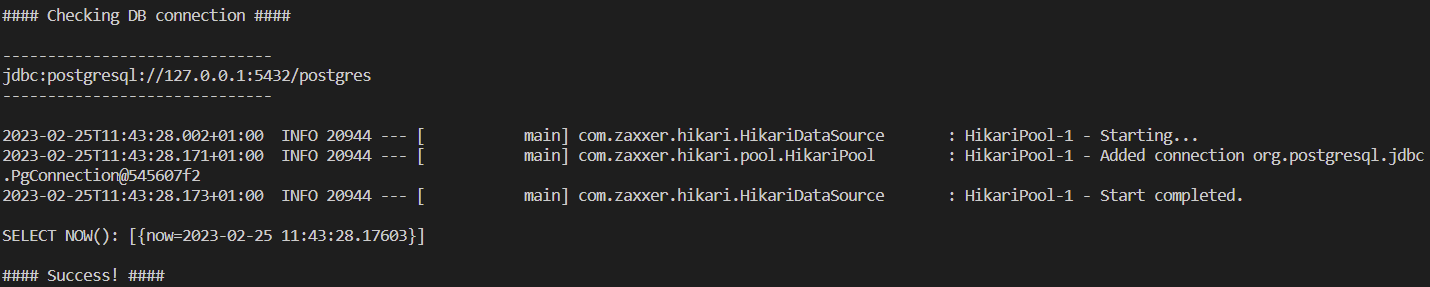 #### Checking DB connection ####
------------------------------
jdbc:postgresql://127.0.0.1:5432/postgres
------------------------------
2023-02-25T11:43:28.002+01:00  INFO 20944 --- [           main] com.zaxxer.hikari.HikariDataSource       : HikariPool-1 - Starting...
2023-02-25T11:43:28.171+01:00  INFO 20944 --- [           main] com.zaxxer.hikari.pool.HikariPool        : HikariPool-1 - Added connection org.postgresql.jdbc
.PgConnection@545607f2
2023-02-25T11:43:28.173+01:00  INFO 20944 --- [           main] com.zaxxer.hikari.HikariDataSource       : HikariPool-1 - Start completed.
SELECT NOW(): [{now=2023-02-25 11:43:28.17603}]
#### Success! ####